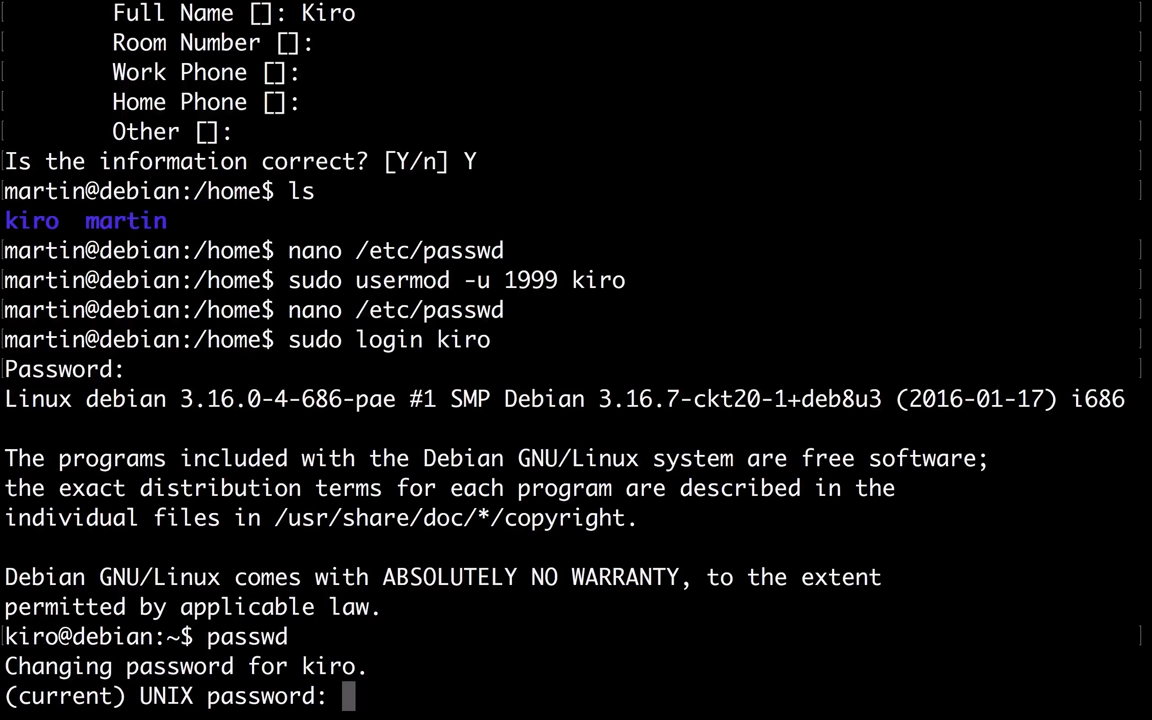 Full Name []: Kiro
Room Number []:
Work Phone []:
Home Phone []:
Other []:
Is the information correct? [Y/n] Y
martin@debian:/home$ ls
kiro  martin
martin@debian:/home$ nano /etc/passwd
martin@debian:/home$ sudo usermod -u 1999 kiro
martin@debian:/home$ nano /etc/passwd
martin@debian:/home$ sudo login kiro
Password:
Linux debian 3.16.0-4-686-pae #1 SMP Debian 3.16.7-ckt20-1+deb8u3 (2016-01-17) i686
The programs included with the Debian GNU/Linux system are free software;
the exact distribution terms for each program are described in the
individual files in /usr/share/doc/*/copyright.
Debian GNU/Linux comes with ABSOLUTELY NO WARRANTY, to the extent
permitted by applicable law.
kiro@debian:~$ passwd
Changing password for kiro.
(current) UNIX password: